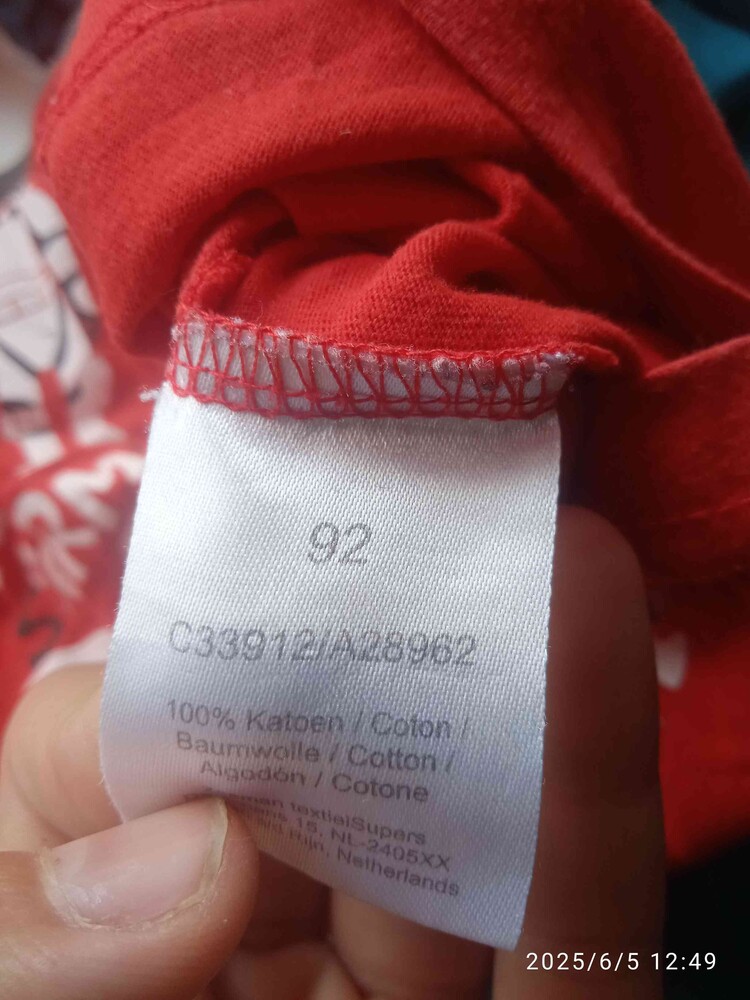 92
C33912/A28962
100% Katoen / Coton /
Baumwolle / Cotton /
Algodón / Cotone
textielSupers
15, NL-2405XX
Rijn, Netherlands
2025/6/5 12:49